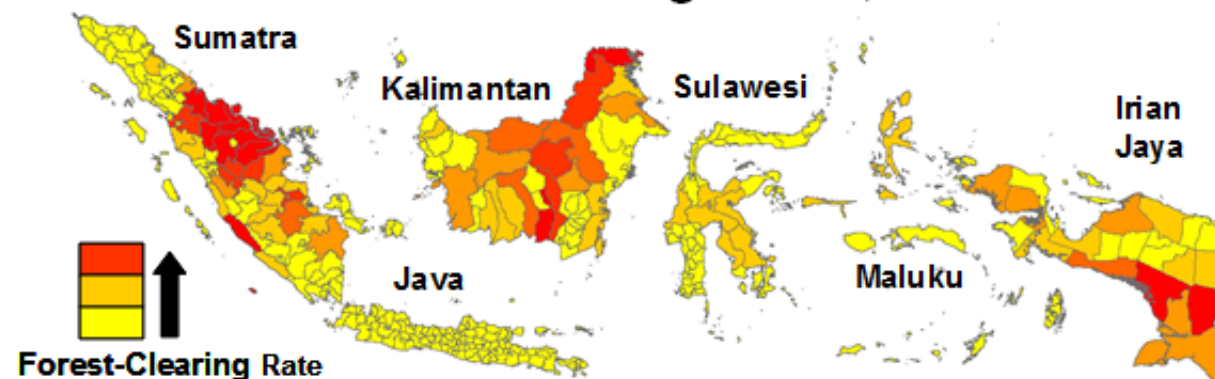 Sumatra
Kalimantan
Sulawesi
Irian
Jaya
Java
Maluku
Forest-Clearing Rate